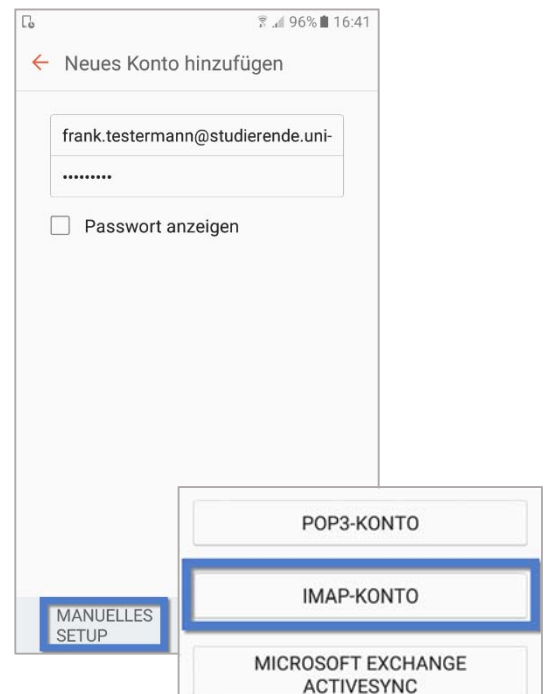 96% 16:41
Neues Konto hinzufügen
frank.testermann@studierende.uni-
•••••••••
Passwort anzeigen
MANUELLES
SETUP
POP3-KONTO
IMAP-KONTO
MICROSOFT EXCHANGE
ACTIVESYNC